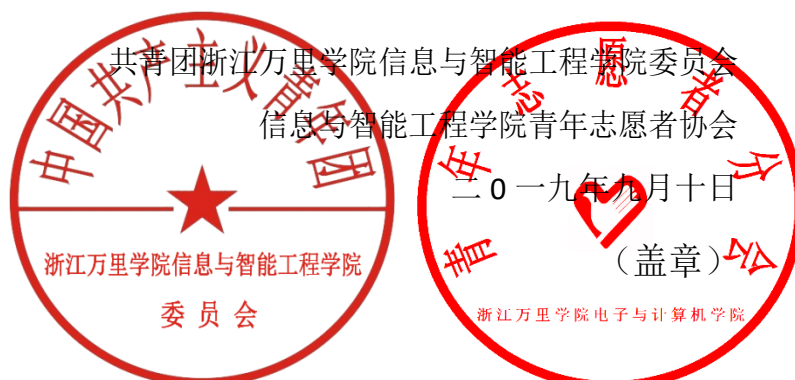 共青团浙江万里学院信息与智能工程学院委员会
信息与智能工程学院青年志愿者协会
二0一九年九月十日
（盖章）
中国共产主义青年团
浙江万里学院信息与智能工程学院
委员会
青年志愿者分会
浙江万里学院电子与计算机学院